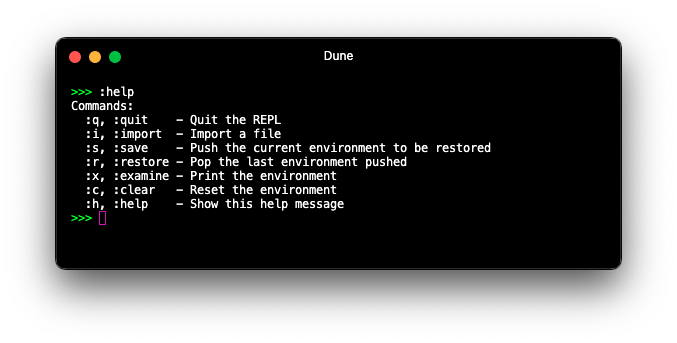 Dune
>>> :help
Commands:
  :q, :quit    - Quit the REPL
  :i, :import  - Import a file
  :s, :save    - Push the current environment to be restored
  :r, :restore - Pop the last environment pushed
  :x, :examine - Print the environment
  :c, :clear   - Reset the environment
  :h, :help    - Show this help message
>>>